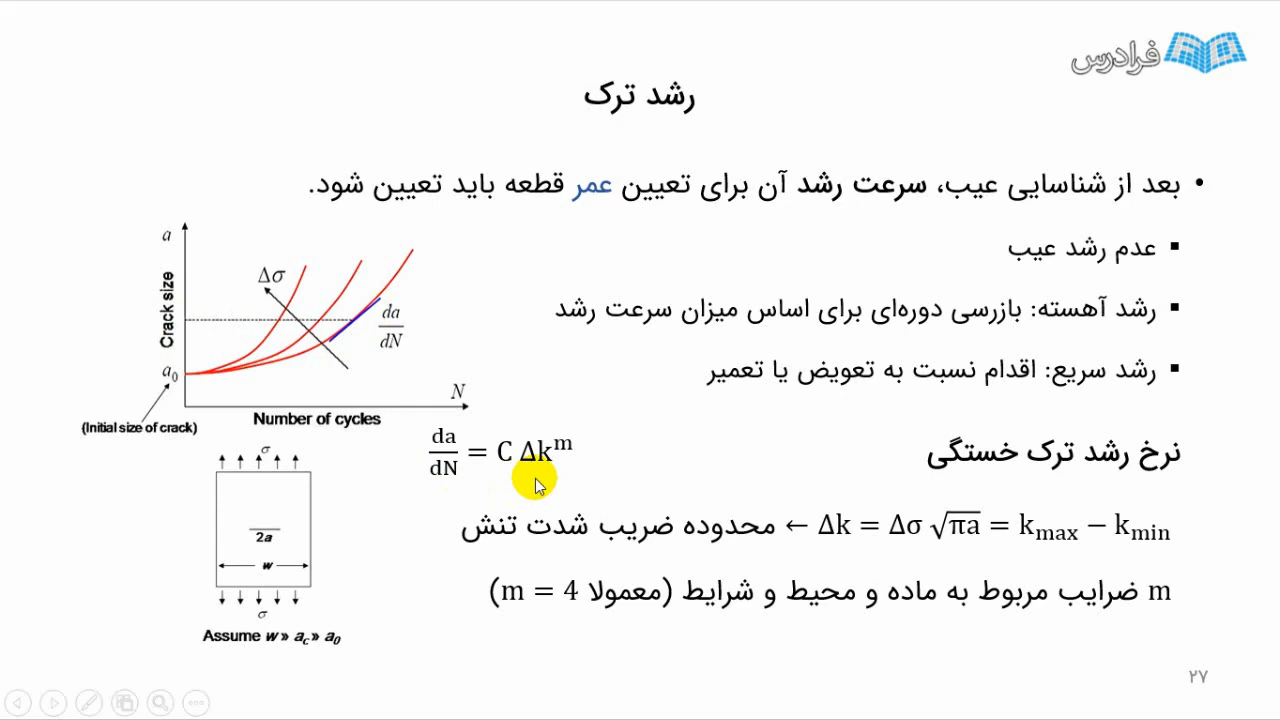 فرادرس
رشد ترک
• بعد از شناسایی عیب، سرعت رشد آن برای تعیین عمر قطعه باید تعیین شود.
▪ عدم رشد عیب
▪ رشد آهسته: بازرسی دوره‌ای برای اساس میزان سرعت رشد
▪ رشد سریع: اقدام نسبت به تعویض یا تعمیر
a
Crack size
Δσ
da/dN
a₀
N
(Initial size of crack)
Number of cycles
نرخ رشد ترک خستگی
da/dN = C Δkᵐ
محدوده ضریب شدت تنش ← Δk = Δσ √πa = k_max − k_min
m ضرایب مربوط به ماده و محیط و شرایط (معمولا m = 4)
σ
2a
w
σ
Assume w » a_c » a₀
۲۷